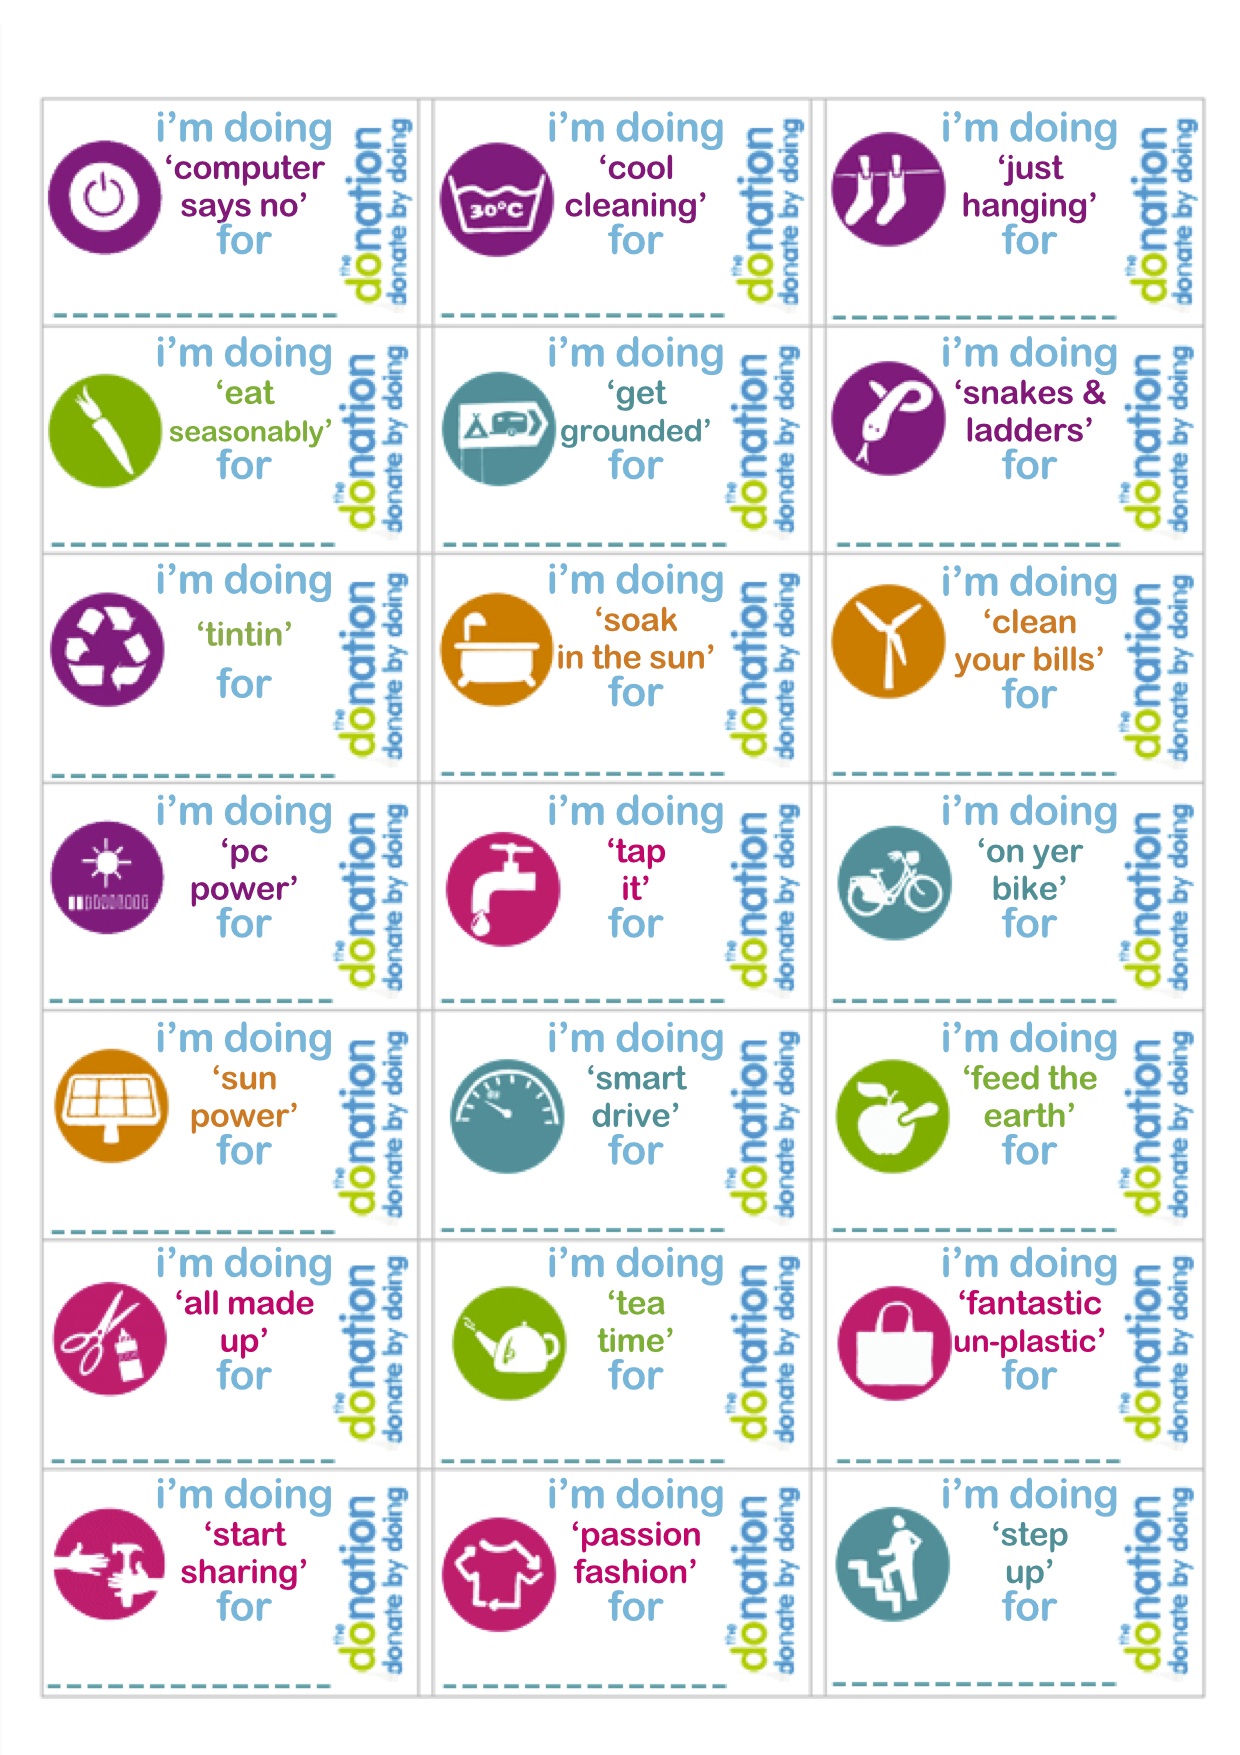 i'm doing
‘computer
says no’
for
the donation
donate by doing
i'm doing
‘cool
cleaning’
for
30°C
the donation
donate by doing
i'm doing
‘just
hanging’
for
the donation
donate by doing
i'm doing
‘eat
seasonably’
for
the donation
donate by doing
i'm doing
‘get
grounded’
for
the donation
donate by doing
i'm doing
‘snakes &
ladders’
for
the donation
donate by doing
i'm doing
‘tintin’
for
the donation
donate by doing
i'm doing
‘soak
in the sun’
for
the donation
donate by doing
i'm doing
‘clean
your bills’
for
the donation
donate by doing
i'm doing
‘pc
power’
for
the donation
donate by doing
i'm doing
‘tap
it’
for
the donation
donate by doing
i'm doing
‘on yer
bike’
for
the donation
donate by doing
i'm doing
‘sun
power’
for
the donation
donate by doing
i'm doing
‘smart
drive’
for
the donation
donate by doing
i'm doing
‘feed the
earth’
for
the donation
donate by doing
i'm doing
‘all made
up’
for
the donation
donate by doing
i'm doing
‘tea
time’
for
the donation
donate by doing
i'm doing
‘fantastic
un-plastic’
for
the donation
donate by doing
i'm doing
‘start
sharing’
for
the donation
donate by doing
i'm doing
‘passion
fashion’
for
the donation
donate by doing
i'm doing
‘step
up’
for
the donation
donate by doing